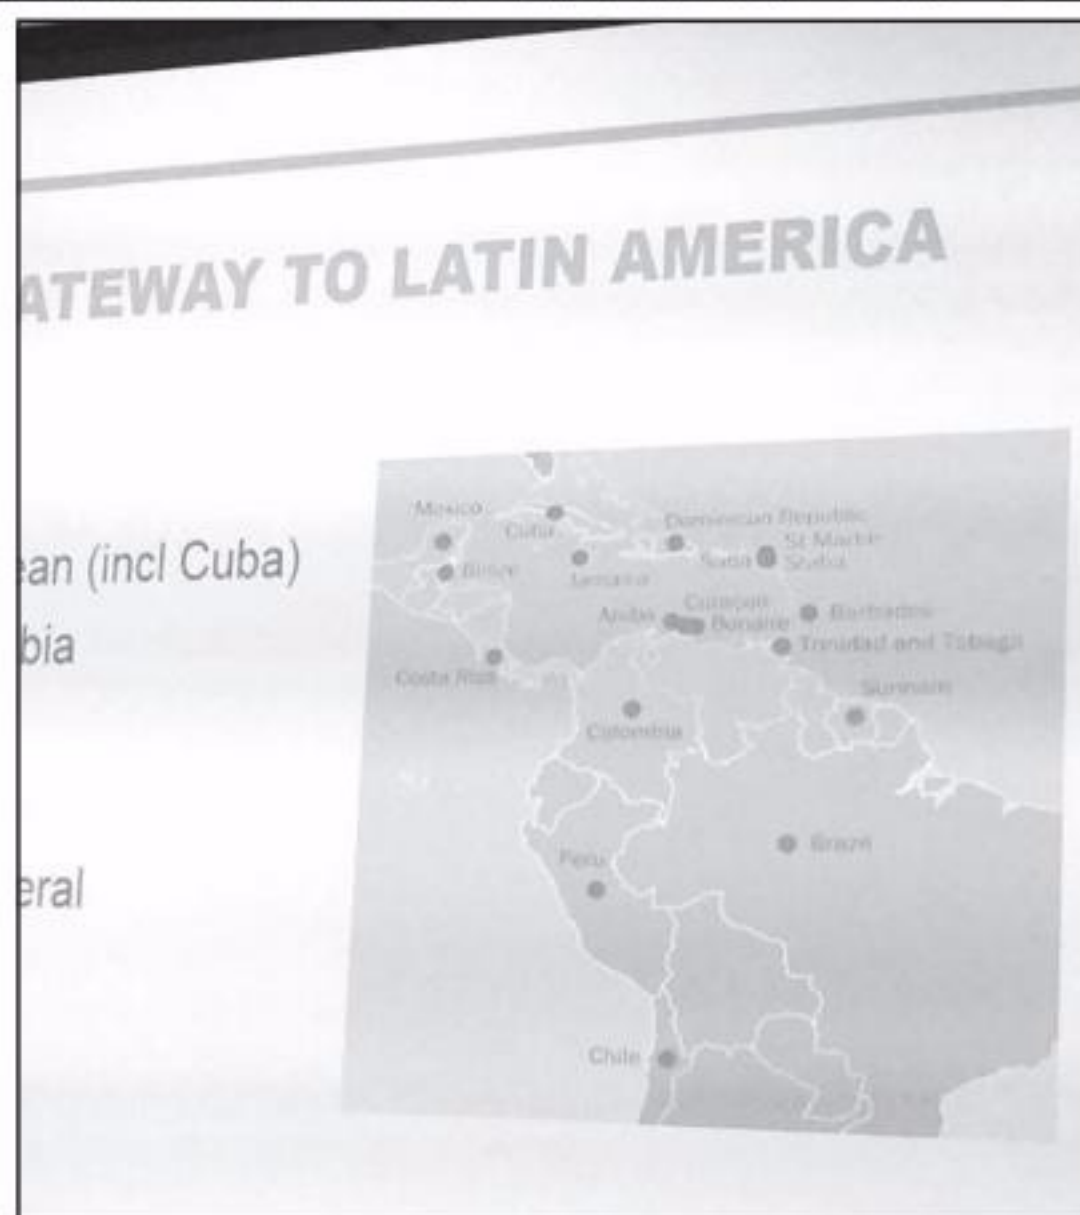 ATEWAY TO LATIN AMERICA
ean (incl Cuba)
bia
eral
Mexico
Cuba
Dominican Republic
St Marten
Saba
Statia
Belize
Jamaica
Aruba
Curaçao
Bonaire
Barbados
Trinidad and Tobago
Costa Rica
Suriname
Colombia
Brazil
Peru
Chile